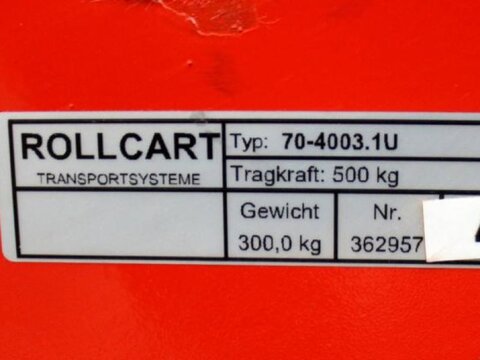 ROLLCART
TRANSPORTSYSTEME
Typ: 70-4003.1U
Tragkraft: 500 kg
Gewicht Nr.
300,0 kg 362957